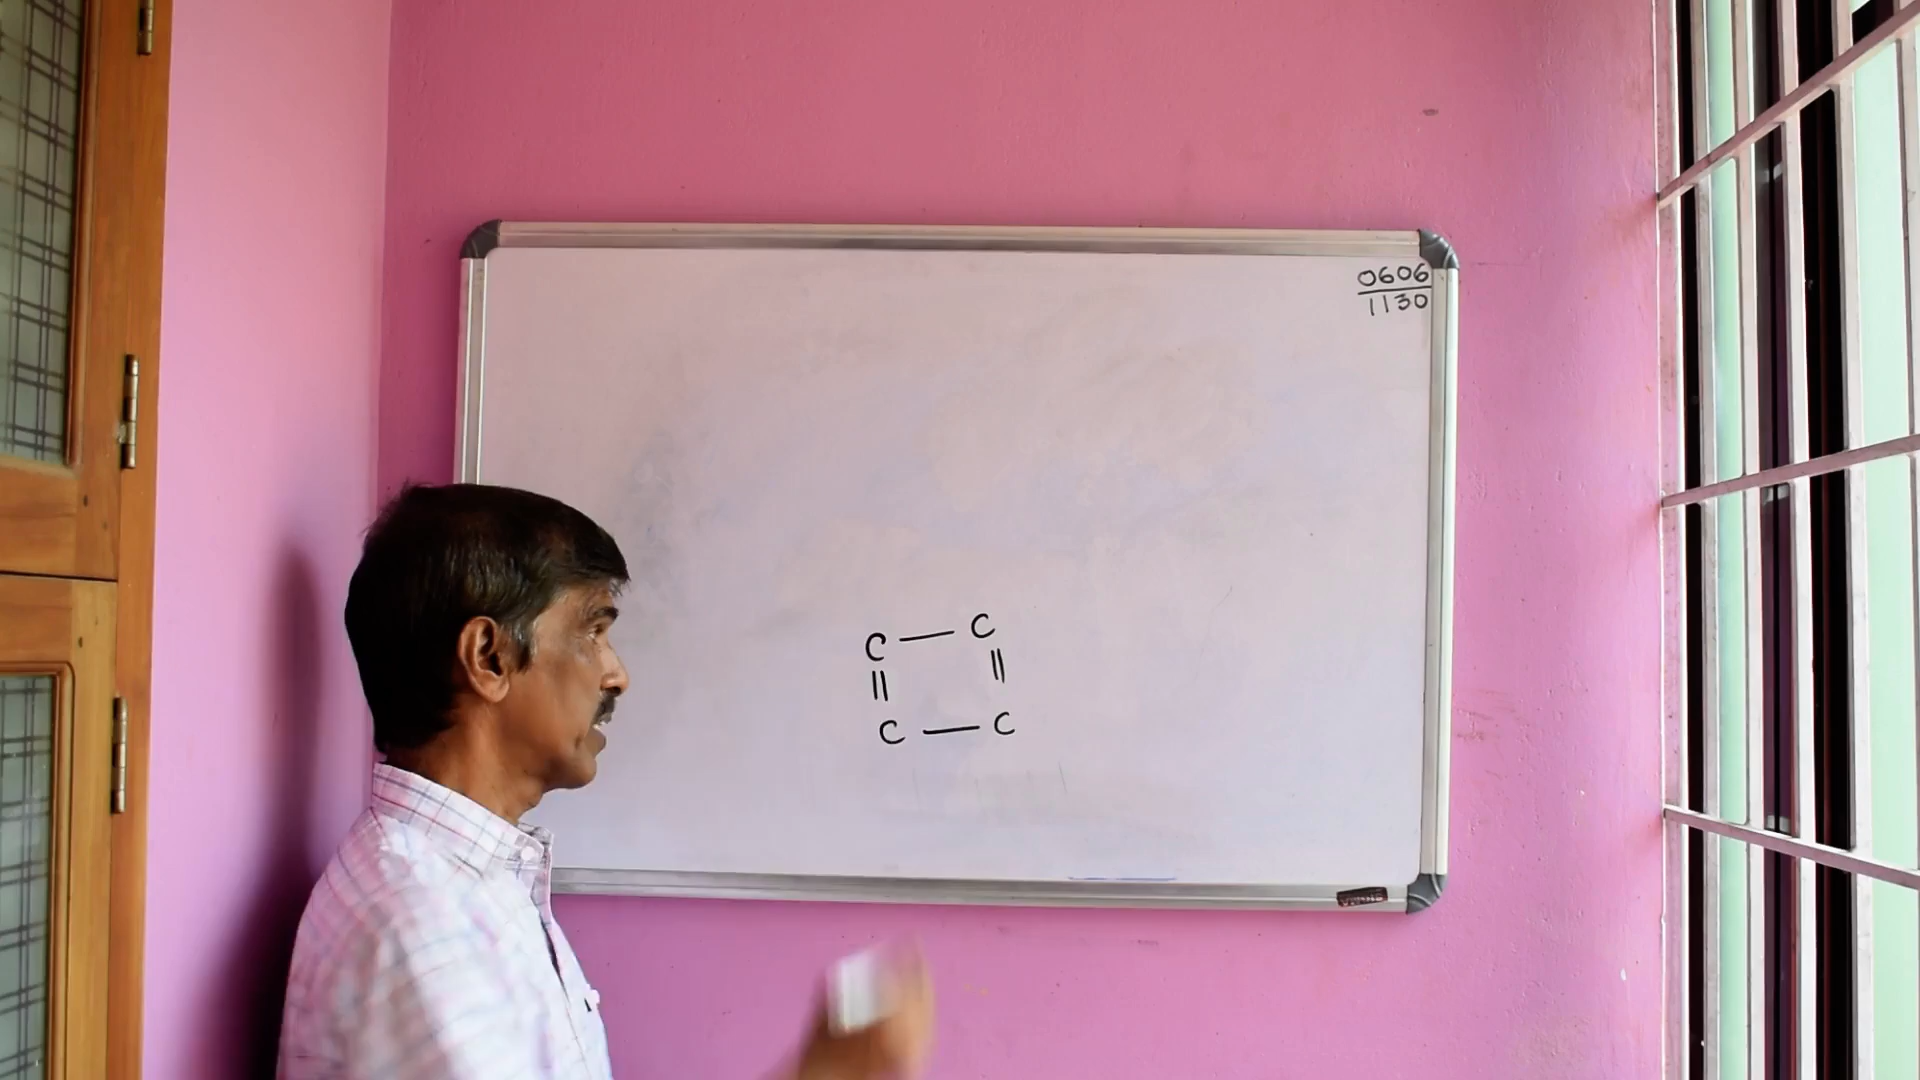 0606
1130
C — C
|| ||
C — C